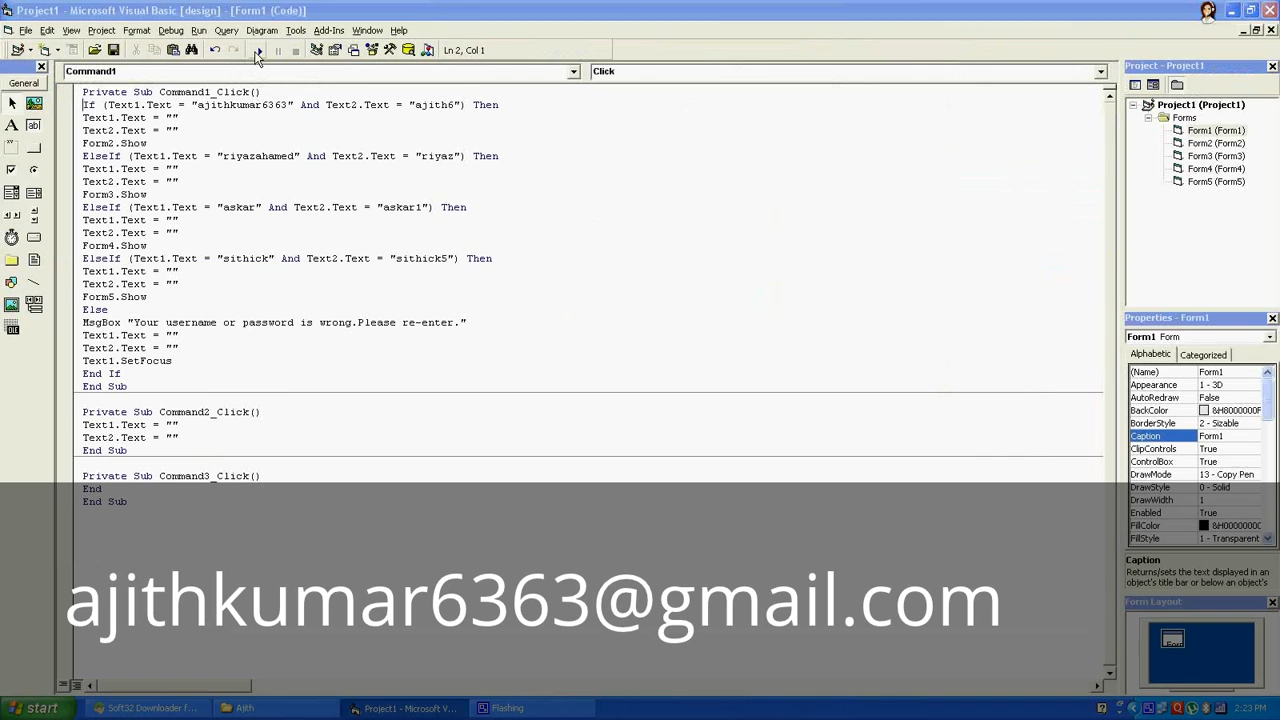 Project1 - Microsoft Visual Basic [design] - [Form1 (Code)]
File Edit View Project Format Debug Run Query Diagram Tools Add-Ins Window Help
Ln 2, Col 1
General
Command1
Click
Private Sub Command1_Click()
If (Text1.Text = "ajithkumar6363" And Text2.Text = "ajith6") Then
Text1.Text = ""
Text2.Text = ""
Form2.Show
ElseIf (Text1.Text = "riyazahamed" And Text2.Text = "riyaz") Then
Text1.Text = ""
Text2.Text = ""
Form3.Show
ElseIf (Text1.Text = "askar" And Text2.Text = "askar1") Then
Text1.Text = ""
Text2.Text = ""
Form4.Show
ElseIf (Text1.Text = "sithick" And Text2.Text = "sithick5") Then
Text1.Text = ""
Text2.Text = ""
Form5.Show
Else
MsgBox "Your username or password is wrong.Please re-enter."
Text1.Text = ""
Text2.Text = ""
Text1.SetFocus
End If
End Sub
Private Sub Command2_Click()
Text1.Text = ""
Text2.Text = ""
End Sub
Private Sub Command3_Click()
End
End Sub
Project - Project1
Project1 (Project1)
Forms
Form1 (Form1)
Form2 (Form2)
Form3 (Form3)
Form4 (Form4)
Form5 (Form5)
Properties - Form1
Form1 Form
Alphabetic Categorized
(Name) Form1
Appearance 1 - 3D
AutoRedraw False
BackColor &H8000000F
BorderStyle 2 - Sizable
Caption Form1
ClipControls True
ControlBox True
DrawMode 13 - Copy Pen
DrawStyle 0 - Solid
DrawWidth 1
Enabled True
FillColor &H0000000
FillStyle 1 - Transparent
Caption
Returns/sets the text displayed in an
object's title bar or below an object's
Form Layout
ajithkumar6363@gmail.com
start
Soft32 Downloader f...
Ajith
Project1 - Microsoft V...
Flashing
2:23 PM